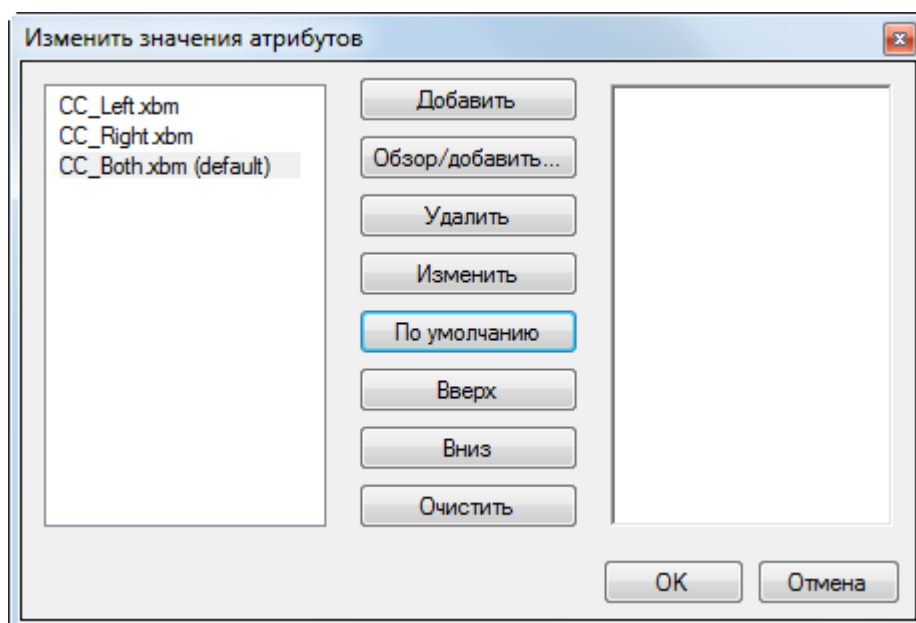 Изменить значения атрибутов
CC_Left.xbm
CC_Right.xbm
CC_Both.xbm (default)
Добавить
Обзор/добавить...
Удалить
Изменить
По умолчанию
Вверх
Вниз
Очистить
OK
Отмена